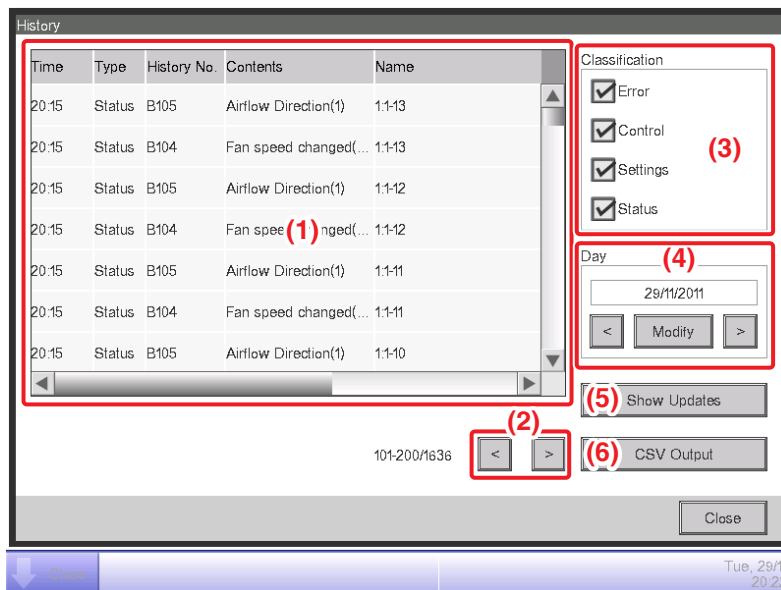 History
Time Type History No. Contents Name
20:15 Status B105 Airflow Direction(1) 1:1-13
20:15 Status B104 Fan speed changed(... 1:1-13
20:15 Status B105 Airflow Direction(1) 1:1-12
20:15 Status B104 Fan spee (1) nged(... 1:1-12
20:15 Status B105 Airflow Direction(1) 1:1-11
20:15 Status B104 Fan speed changed(... 1:1-11
20:15 Status B105 Airflow Direction(1) 1:1-10
(2)
101-200/1636 < >
Classification
Error
Control
(3)
Settings
Status
Day (4)
29/11/2011
< Modify >
(5) Show Updates
(6) CSV Output
Close
Close
Tue, 29/1
20:22